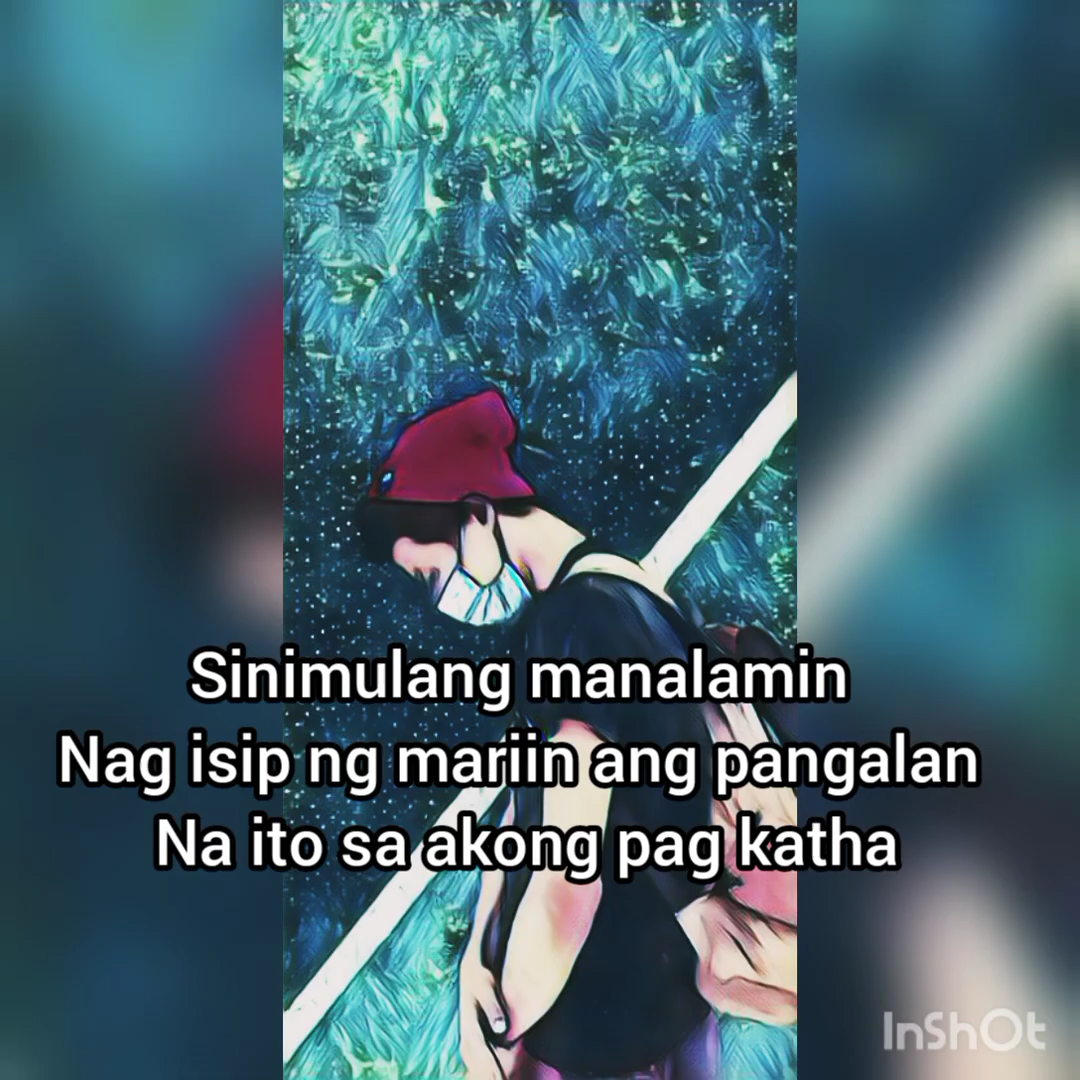 Sinimulang manalamin
Nag isip ng mariin ang pangalan
Na ito sa akong pag katha
InShOt